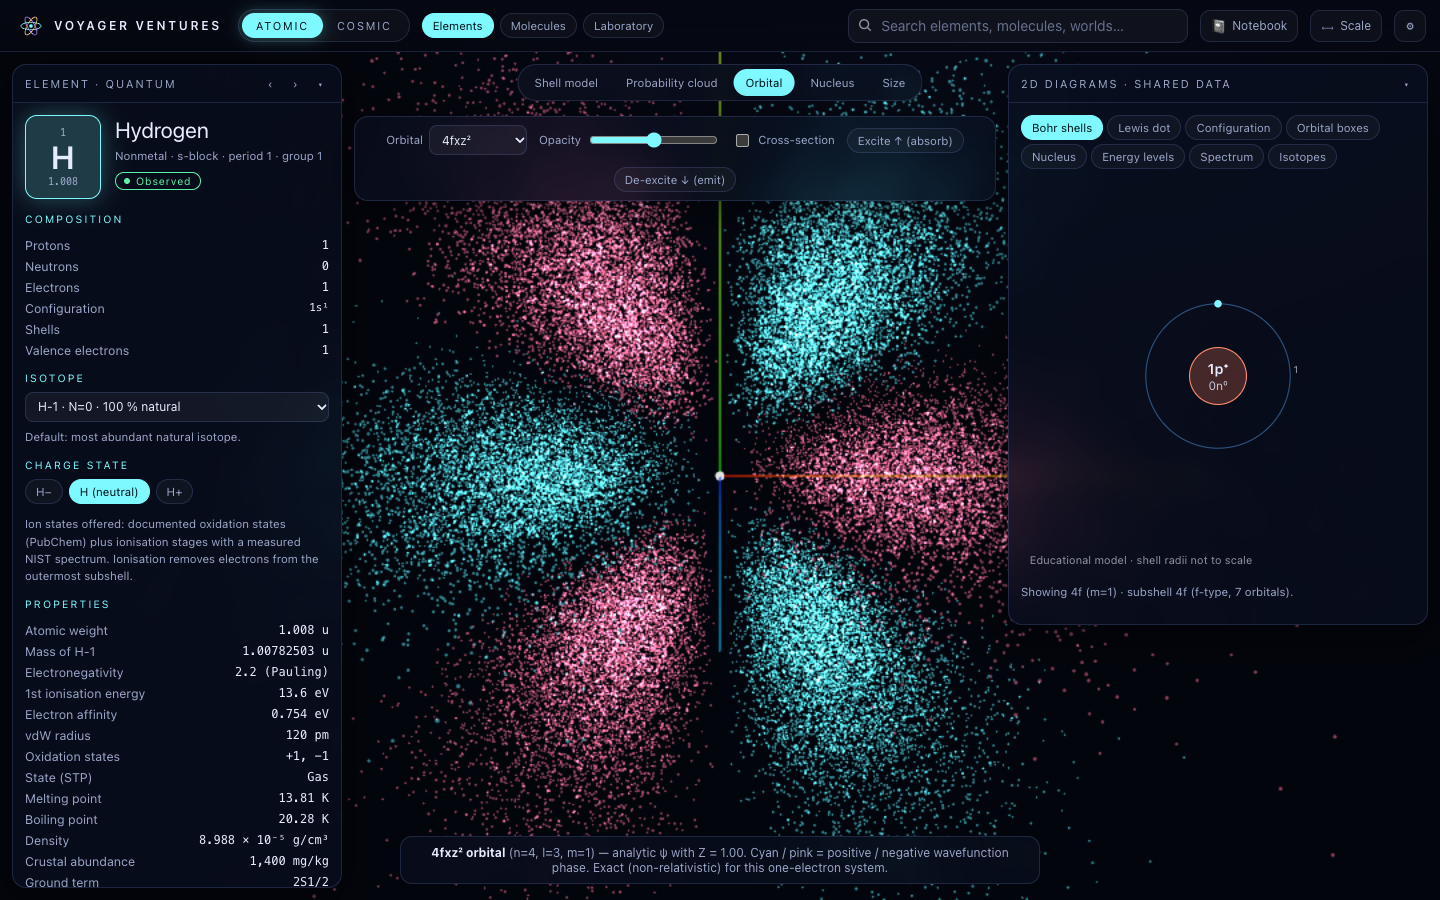 VOYAGER VENTURES
ATOMIC
COSMIC
Elements
Molecules
Laboratory
Search elements, molecules, worlds...
Notebook
Scale
ELEMENT · QUANTUM
1
H
1.008
Hydrogen
Nonmetal · s-block · period 1 · group 1
Observed
COMPOSITION
Protons 1
Neutrons 0
Electrons 1
Configuration 1s¹
Shells 1
Valence electrons 1
ISOTOPE
H-1 · N=0 · 100 % natural
Default: most abundant natural isotope.
CHARGE STATE
H−
H (neutral)
H+
Ion states offered: documented oxidation states
(PubChem) plus ionisation stages with a measured
NIST spectrum. Ionisation removes electrons from the
outermost subshell.
PROPERTIES
Atomic weight 1.008 u
Mass of H-1 1.00782503 u
Electronegativity 2.2 (Pauling)
1st ionisation energy 13.6 eV
Electron affinity 0.754 eV
vdW radius 120 pm
Oxidation states +1, −1
State (STP) Gas
Melting point 13.81 K
Boiling point 20.28 K
Density 8.988 × 10⁻⁵ g/cm³
Crustal abundance 1,400 mg/kg
Ground term 2S1/2
Shell model
Probability cloud
Orbital
Nucleus
Size
Orbital
4fxz²
Opacity
Cross-section
Excite ↑ (absorb)
De-excite ↓ (emit)
4fxz² orbital (n=4, l=3, m=1) — analytic ψ with Z = 1.00. Cyan / pink = positive / negative wavefunction
phase. Exact (non-relativistic) for this one-electron system.
2D DIAGRAMS · SHARED DATA
Bohr shells
Lewis dot
Configuration
Orbital boxes
Nucleus
Energy levels
Spectrum
Isotopes
1p⁺
0n⁰
1
Educational model · shell radii not to scale
Showing 4f (m=1) · subshell 4f (f-type, 7 orbitals).